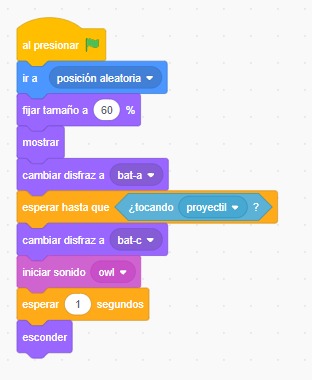 al presionar
ir a posición aleatoria
fijar tamaño a 60 %
mostrar
cambiar disfraz a bat-a
esperar hasta que ¿tocando proyectil ?
cambiar disfraz a bat-c
iniciar sonido owl
esperar 1 segundos
esconder